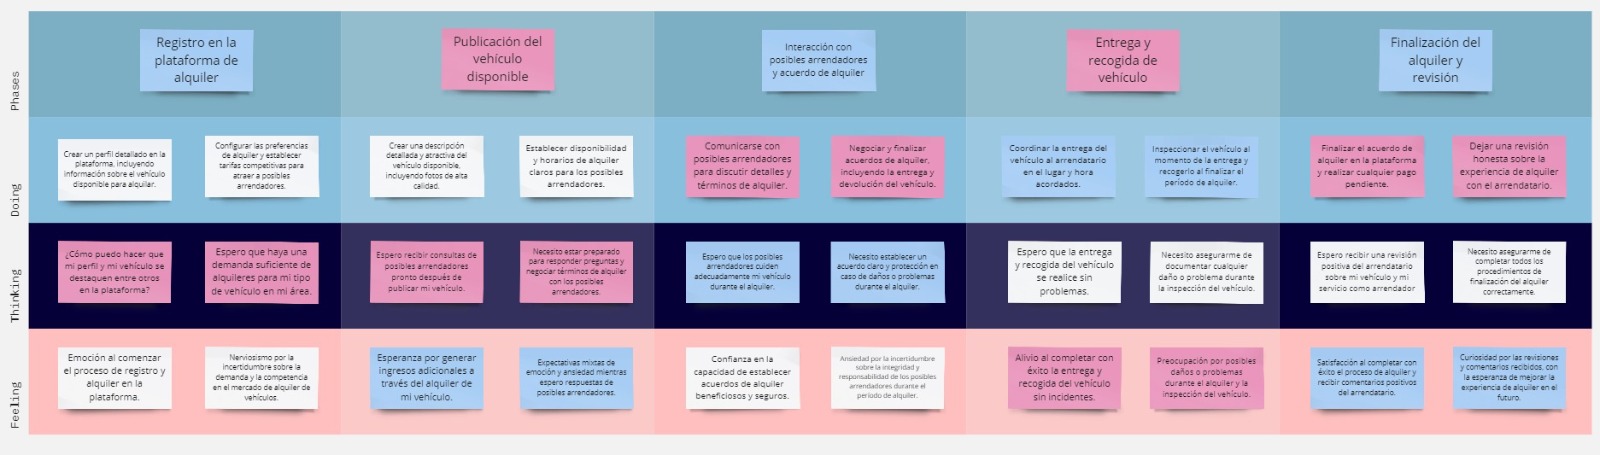 Phases
Registro en la
plataforma de
alquiler
Publicación del
vehículo
disponible
Interacción con
posibles arrendadores
y acuerdo de alquiler
Entrega y
recogida de
vehículo
Finalización del
alquiler y
revisión
Doing
Crear un perfil detallado en la
plataforma, incluyendo
información sobre el vehículo
disponible para alquilar.
Configurar las preferencias
de alquiler y establecer
tarifas competitivas para
atraer a posibles
arrendadores.
Crear una descripción
detallada y atractiva del
vehículo disponible,
incluyendo fotos de alta
calidad.
Establecer disponibilidad
y horarios de alquiler
claros para los posibles
arrendadores.
Comunicarse con
posibles arrendadores
para discutir detalles y
términos de alquiler.
Negociar y finalizar
acuerdos de alquiler,
incluyendo la entrega y
devolución del vehículo.
Coordinar la entrega del
vehículo al arrendatario
en el lugar y hora
acordados.
Inspeccionar el vehículo al
momento de la entrega y
recogerlo al finalizar el
período de alquiler.
Finalizar el acuerdo de
alquiler en la plataforma
y realizar cualquier pago
pendiente.
Dejar una revisión
honesta sobre la
experiencia de alquiler
con el arrendatario.
Thinking
¿Cómo puedo hacer que
mi perfil y mi vehículo se
destaquen entre otros
en la plataforma?
Espero que haya una
demanda suficiente de
alquileres para mi tipo
de vehículo en mi área.
Espero recibir consultas de
posibles arrendadores
pronto después de
publicar mi vehículo.
Necesito estar preparado
para responder preguntas y
negociar términos de alquiler
con los posibles
arrendadores.
Espero que los posibles
arrendadores cuiden
adecuadamente mi vehículo
durante el alquiler.
Necesito establecer un
acuerdo claro y protección en
caso de daños o problemas
durante el alquiler.
Espero que la entrega
y recogida del vehículo
se realice sin
problemas.
Necesito asegurarme de
documentar cualquier
daño o problema durante
la inspección del vehículo.
Espero recibir una revisión
positiva del arrendatario
sobre mi vehículo y mi
servicio como arrendador
Necesito asegurarme de
completar todos los
procedimientos de
finalización del alquiler
correctamente.
Feeling
Emoción al comenzar
el proceso de registro y
alquiler en la
plataforma.
Nerviosismo por la
incertidumbre sobre la
demanda y la competencia
en el mercado de alquiler de
vehículos.
Esperanza por generar
ingresos adicionales a
través del alquiler de
mi vehículo.
Expectativas mixtas de
emoción y ansiedad mientras
espero respuestas de
posibles arrendadores.
Confianza en la
capacidad de establecer
acuerdos de alquiler
beneficiosos y seguros.
Ansiedad por la incertidumbre
sobre la integridad y
responsabilidad de los posibles
arrendadores durante el
período de alquiler.
Alivio al completar con
éxito la entrega y
recogida del vehículo
sin incidentes.
Preocupación por posibles
daños o problemas
durante el alquiler y la
inspección del vehículo.
Satisfacción al completar con
éxito el proceso de alquiler y
recibir comentarios positivos
del arrendatario.
Curiosidad por las revisiones
y comentarios recibidos, con
la esperanza de mejorar la
experiencia de alquiler en el
futuro.